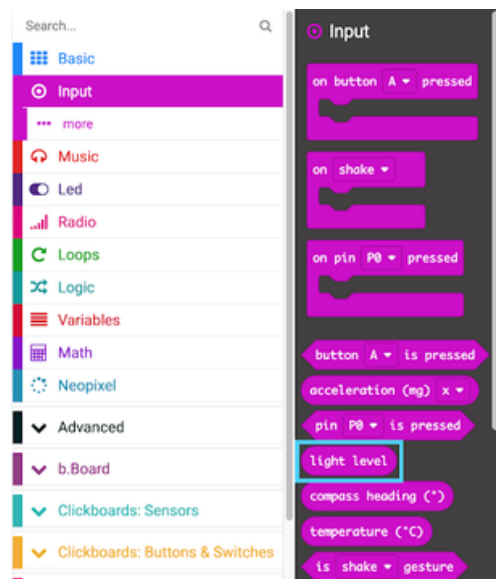 Search...
Basic
Input
more
Music
Led
Radio
Loops
Logic
Variables
Math
Neopixel
Advanced
b.Board
Clickboards: Sensors
Clickboards: Buttons & Switches
Input
on button A pressed
on shake
on pin P0 pressed
button A is pressed
acceleration (mg) x
pin P0 is pressed
light level
compass heading (°)
temperature (°C)
is shake gesture